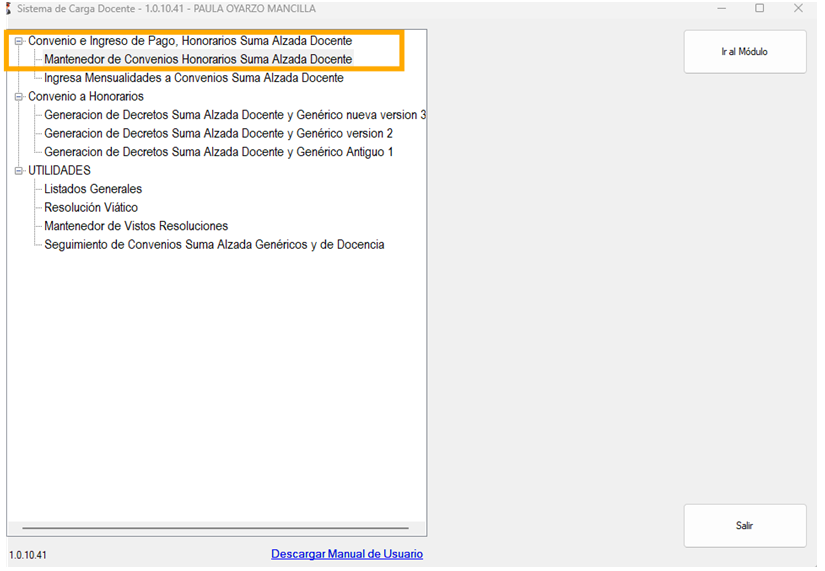 Sistema de Carga Docente - 1.0.10.41 - PAULA OYARZO MANCILLA
Convenio e Ingreso de Pago, Honorarios Suma Alzada Docente
Mantenedor de Convenios Honorarios Suma Alzada Docente
Ingresa Mensualidades a Convenios Suma Alzada Docente
Convenio a Honorarios
Generacion de Decretos Suma Alzada Docente y Genérico nueva version 3
Generacion de Decretos Suma Alzada Docente y Genérico version 2
Generacion de Decretos Suma Alzada Docente y Genérico Antiguo 1
UTILIDADES
Listados Generales
Resolución Viático
Mantenedor de Vistos Resoluciones
Seguimiento de Convenios Suma Alzada Genéricos y de Docencia
Ir al Módulo
Salir
1.0.10.41
Descargar Manual de Usuario